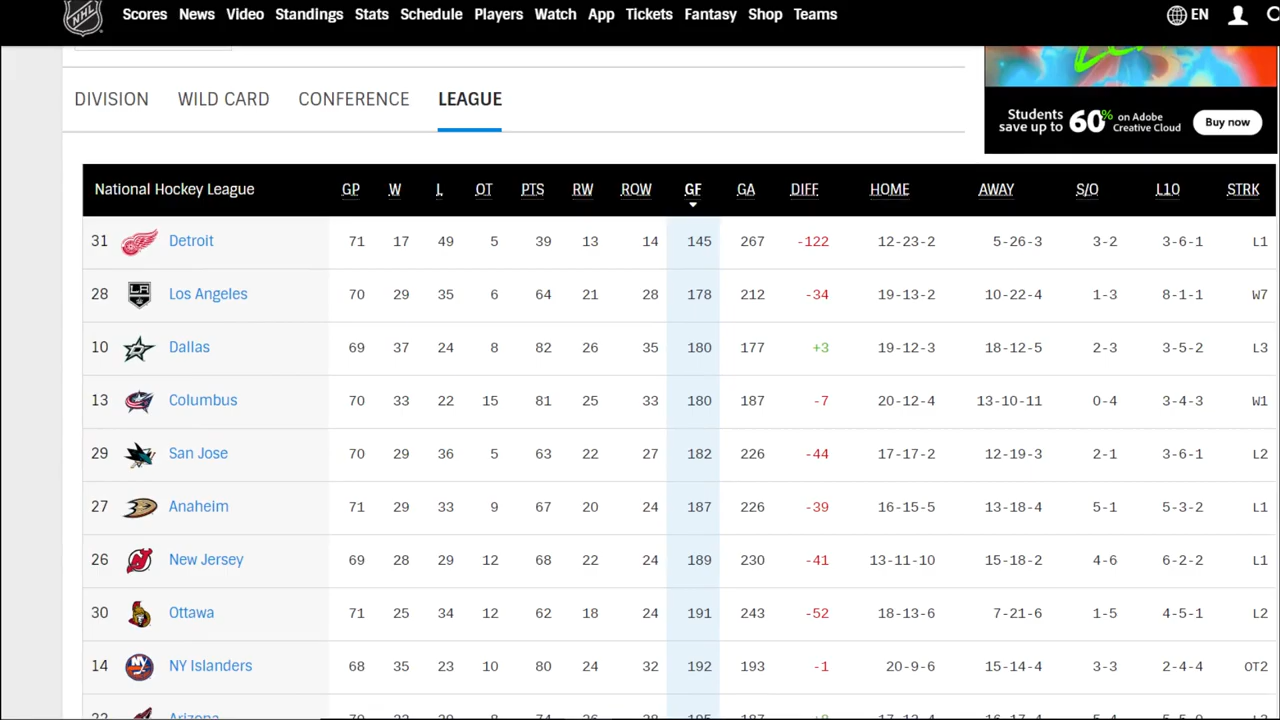 NHL Scores News Video Standings Stats Schedule Players Watch App Tickets Fantasy Shop Teams EN
Students save up to 60% on Adobe Creative Cloud Buy now
DIVISION WILD CARD CONFERENCE LEAGUE
National Hockey League GP W L OT PTS RW ROW GF GA DIFF HOME AWAY S/O L10 STRK
31 Detroit 71 17 49 5 39 13 14 145 267 -122 12-23-2 5-26-3 3-2 3-6-1 L1
28 LA Los Angeles 70 29 35 6 64 21 28 178 212 -34 19-13-2 10-22-4 1-3 8-1-1 W7
10 Dallas 69 37 24 8 82 26 35 180 177 +3 19-12-3 18-12-5 2-3 3-5-2 L3
13 Columbus 70 33 22 15 81 25 33 180 187 -7 20-12-4 13-10-11 0-4 3-4-3 W1
29 San Jose 70 29 36 5 63 22 27 182 226 -44 17-17-2 12-19-3 2-1 3-6-1 L2
27 Anaheim 71 29 33 9 67 20 24 187 226 -39 16-15-5 13-18-4 5-1 5-3-2 L1
26 New Jersey 69 28 29 12 68 22 24 189 230 -41 13-11-10 15-18-2 4-6 6-2-2 L1
30 Ottawa 71 25 34 12 62 18 24 191 243 -52 18-13-6 7-21-6 1-5 4-5-1 L2
14 NY NY Islanders 68 35 23 10 80 24 32 192 193 -1 20-9-6 15-14-4 3-3 2-4-4 OT2
Arizona